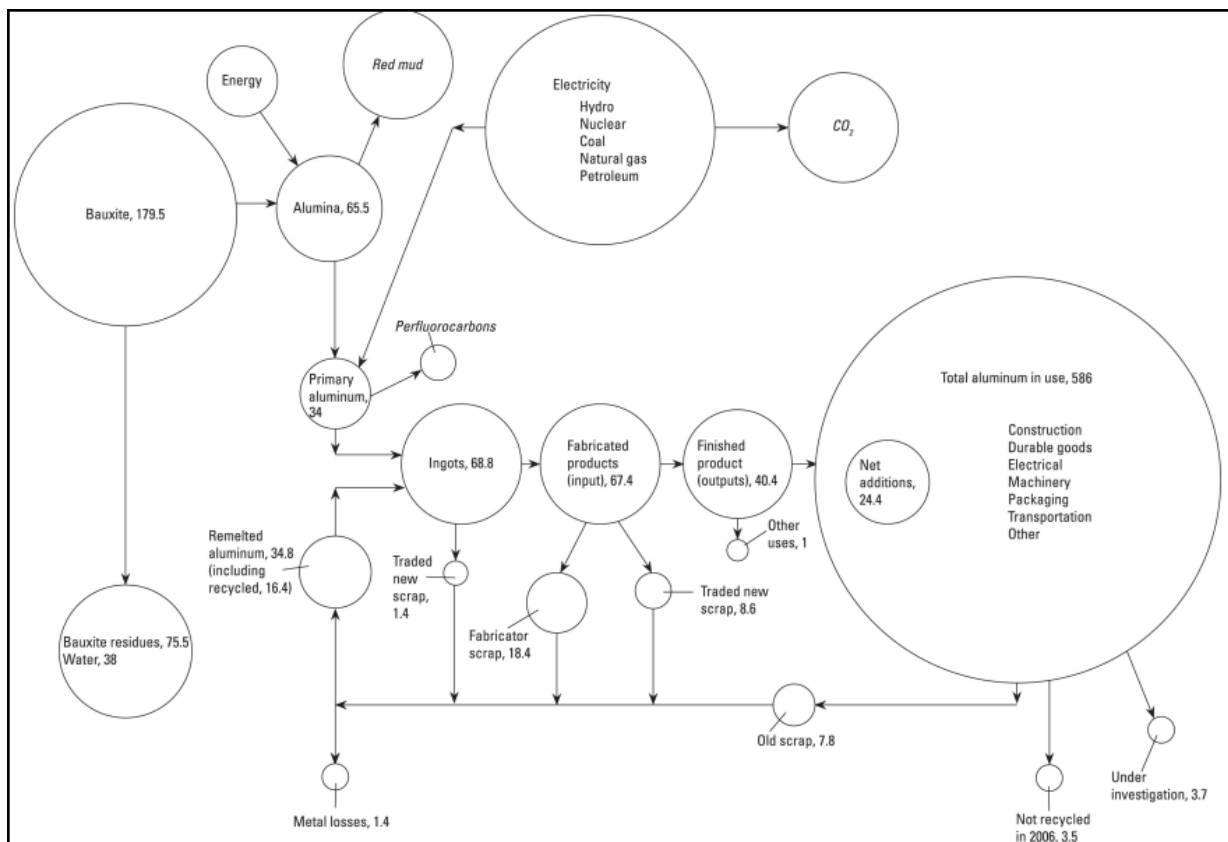 Energy
Red mud
Electricity
Hydro
Nuclear
Coal
Natural gas
Petroleum
CO₂
Bauxite, 179.5
Alumina, 65.5
Perfluorocarbons
Primary
aluminum,
34
Total aluminum in use, 586
Construction
Durable goods
Electrical
Machinery
Packaging
Transportation
Other
Net
additions,
24.4
Ingots, 68.8
Fabricated
products
(input), 67.4
Finished
product
(outputs), 40.4
Other
uses, 1
Remelted
aluminum, 34.8
(including
recycled, 16.4)
Traded
new
scrap,
1.4
Fabricator
scrap, 18.4
Traded new
scrap, 8.6
Bauxite residues, 75.5
Water, 38
Old scrap, 7.8
Metal losses, 1.4
Not recycled
in 2006, 3.5
Under
investigation, 3.7